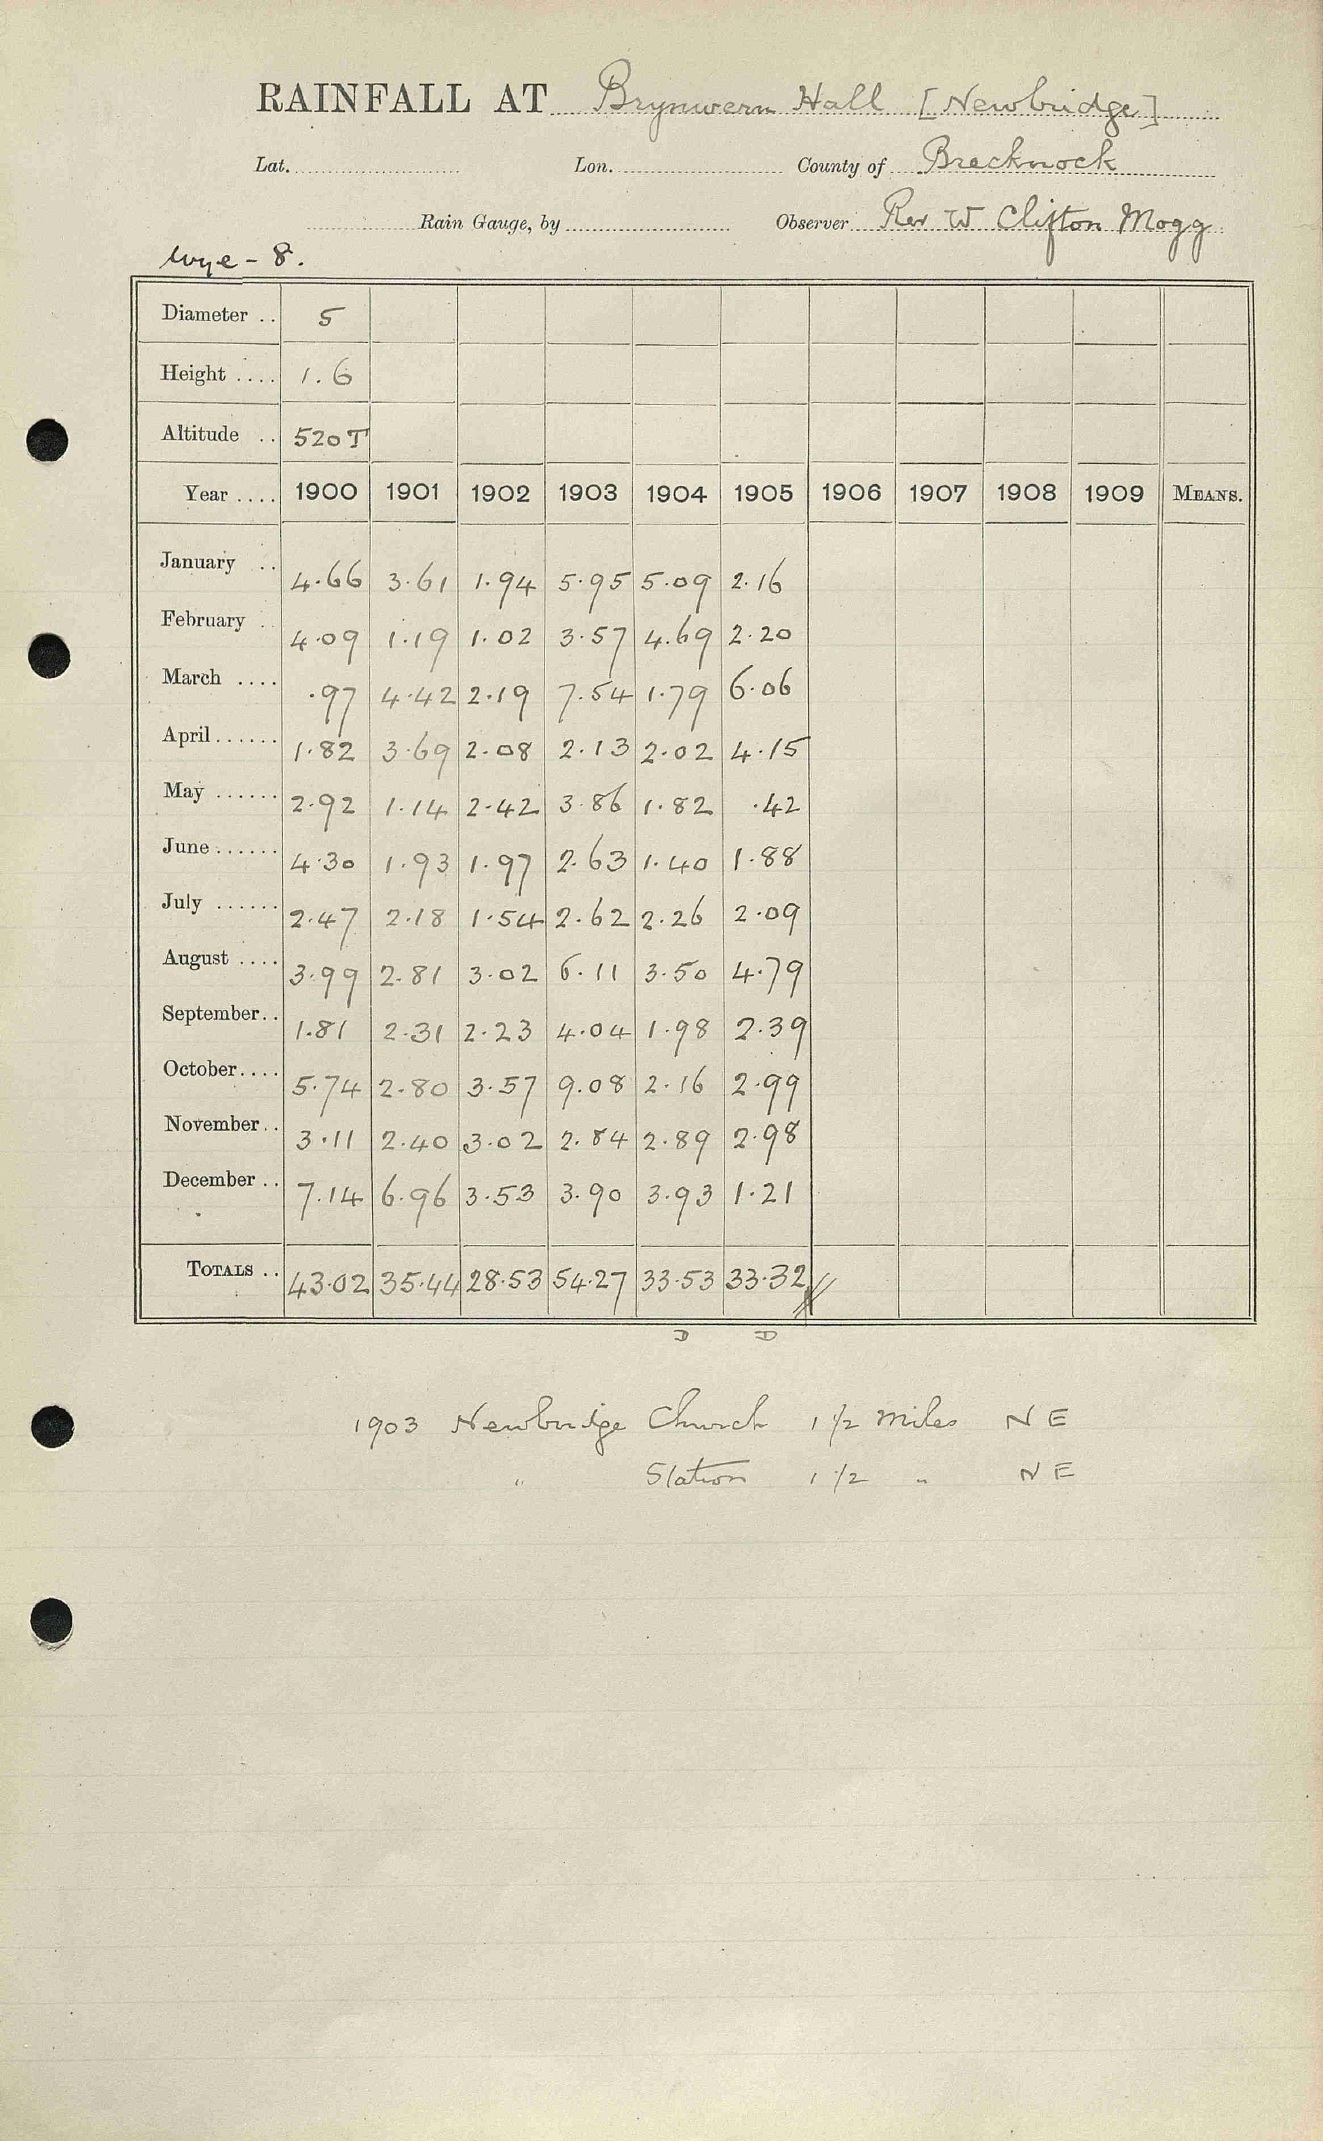 RAINFALL AT Brynwern Hall [Newbridge]
Lat. Lon. County of Brecknock
Rain Gauge, by Observer Rev W Clifton Mogg
Wye - 8.
Diameter .. 5
Height .... 1.6
Altitude .. 520 T
Year .... 1900 1901 1902 1903 1904 1905 1906 1907 1908 1909 MEANS.
January .. 4.66 3.61 1.94 5.95 5.09 2.16
February .. 4.09 1.19 1.02 3.57 4.69 2.20
March .... .97 4.42 2.19 7.54 1.79 6.06
April...... 1.82 3.69 2.08 2.13 2.02 4.15
May ...... 2.92 1.14 2.42 3.86 1.82 .42
June...... 4.30 1.93 1.97 2.63 1.40 1.88
July ...... 2.47 2.18 1.54 2.62 2.26 2.09
August .... 3.99 2.81 3.02 6.11 3.50 4.79
September.. 1.81 2.31 2.23 4.04 1.98 2.39
October.... 5.74 2.80 3.57 9.08 2.16 2.99
November.. 3.11 2.40 3.02 2.84 2.89 2.98
December .. 7.14 6.96 3.53 3.90 3.93 1.21
TOTALS .. 43.02 35.44 28.53 54.27 33.53 33.32
D D
1903 Newbridge Church 1 1/2 miles NE
" Station 1 1/2 " NE